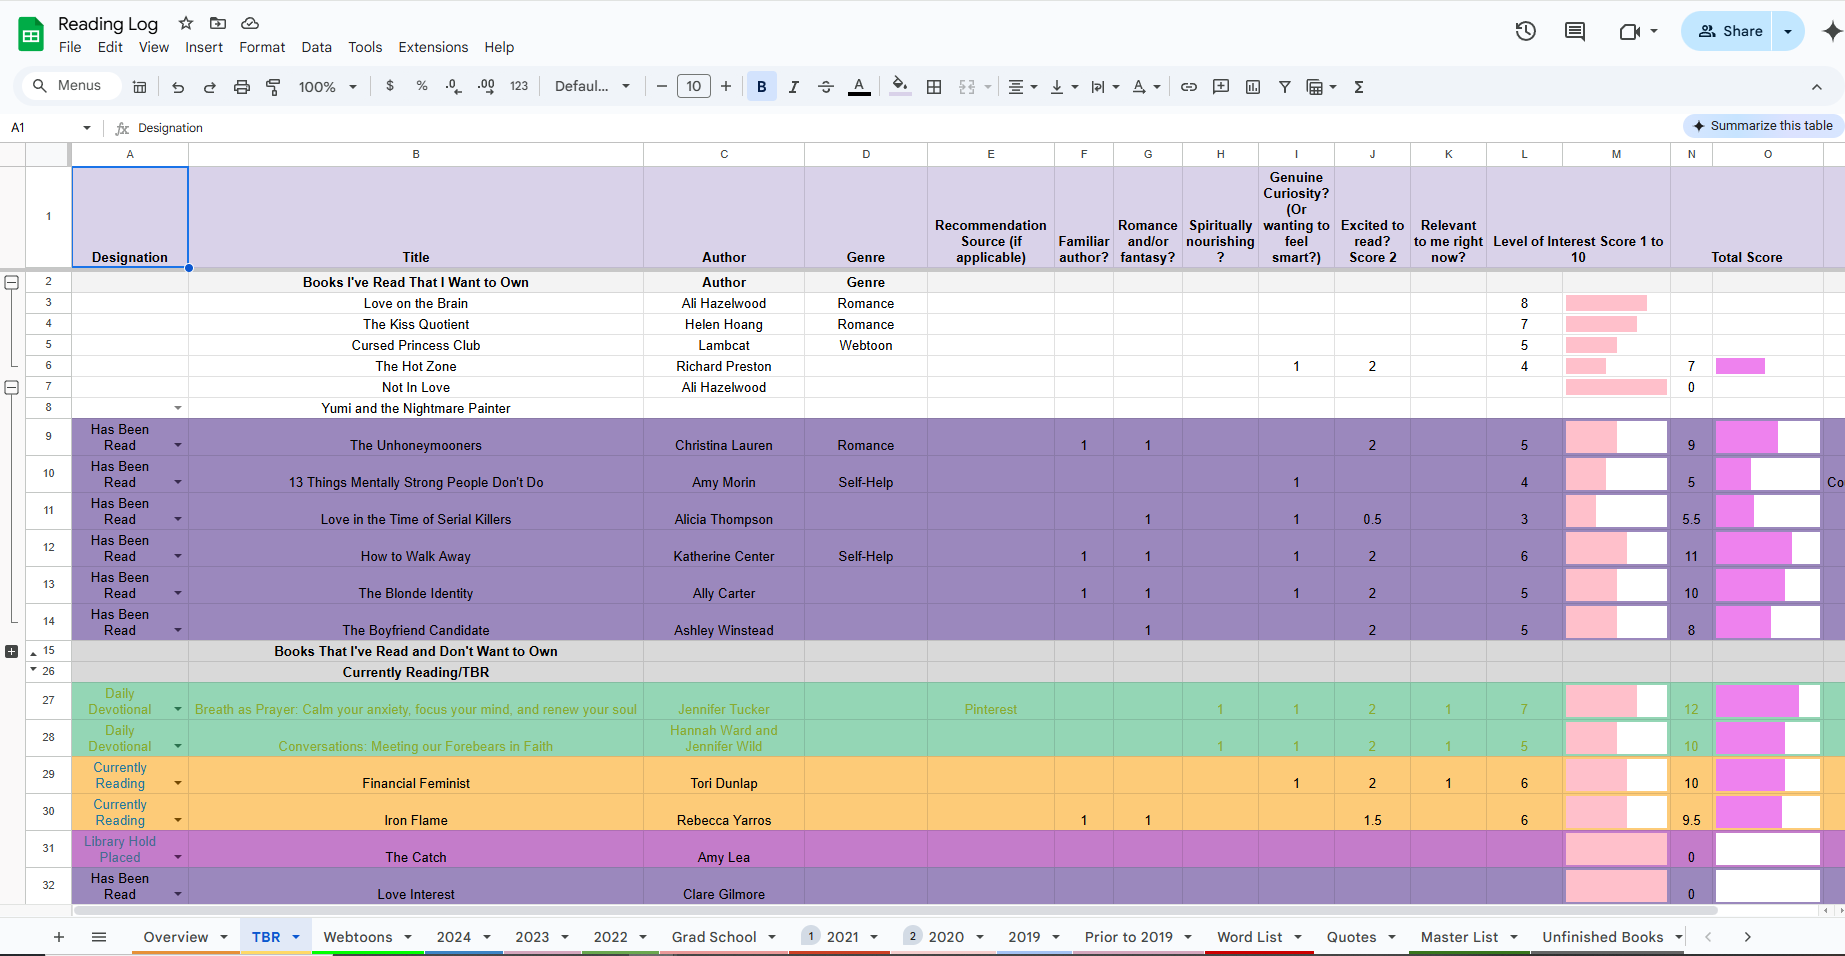 Reading Log
File Edit View Insert Format Data Tools Extensions Help
Share
Menus 100% $ % .0 .00 123 Defaul... 10 B I A Σ
A1 fx Designation
Summarize this table
A B C D E F G H I J K L M N O
1 Designation Title Author Genre Recommendation Source (if applicable) Familiar author? Romance and/or fantasy? Spiritually nourishing ? Genuine Curiosity? (Or wanting to feel smart?) Excited to read? Score 2 Relevant to me right now? Level of Interest Score 1 to 10 Total Score
2 Books I've Read That I Want to Own Author Genre
3 Love on the Brain Ali Hazelwood Romance 8
4 The Kiss Quotient Helen Hoang Romance 7
5 Cursed Princess Club Lambcat Webtoon 5
6 The Hot Zone Richard Preston 1 2 4 7
7 Not In Love Ali Hazelwood 0
8 Yumi and the Nightmare Painter
9 Has Been Read The Unhoneymooners Christina Lauren Romance 1 1 2 5 9
10 Has Been Read 13 Things Mentally Strong People Don't Do Amy Morin Self-Help 1 4 5 Co
11 Has Been Read Love in the Time of Serial Killers Alicia Thompson 1 1 0.5 3 5.5
12 Has Been Read How to Walk Away Katherine Center Self-Help 1 1 1 2 6 11
13 Has Been Read The Blonde Identity Ally Carter 1 1 1 2 5 10
14 Has Been Read The Boyfriend Candidate Ashley Winstead 1 2 5 8
15 Books That I've Read and Don't Want to Own
26 Currently Reading/TBR
27 Daily Devotional Breath as Prayer: Calm your anxiety, focus your mind, and renew your soul Jennifer Tucker Pinterest 1 1 2 1 7 12
28 Daily Devotional Conversations: Meeting our Forebears in Faith Hannah Ward and Jennifer Wild 1 1 2 1 5 10
29 Currently Reading Financial Feminist Tori Dunlap 1 2 1 6 10
30 Currently Reading Iron Flame Rebecca Yarros 1 1 1.5 6 9.5
31 Library Hold Placed The Catch Amy Lea 0
32 Has Been Read Love Interest Clare Gilmore 0
Overview TBR Webtoons 2024 2023 2022 Grad School 1 2021 2 2020 2019 Prior to 2019 Word List Quotes Master List Unfinished Books